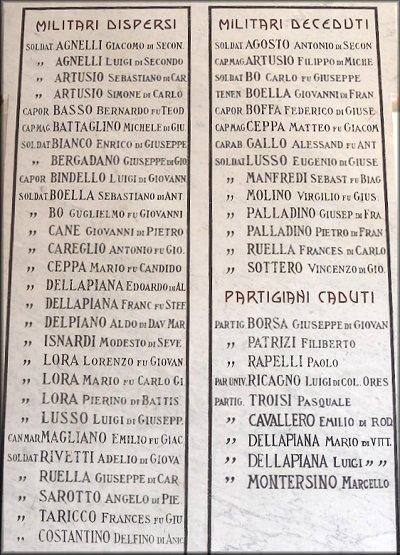 MILITARI DISPERSI
SOLDAT AGNELLI GIACOMO DI SECON.
„ AGNELLI LUIGI DI SECONDO
„ ARTUSIO SEBASTIANO DI CAR
„ ARTUSIO SIMONE DI CARLO
CAPOR BASSO BERNARDO FU TEOD
CAP.MAG. BATTAGLINO MICHELE DI GIU.
SOLDAT BIANCO ENRICO DI GIUSEPPE
„ BERGADANO GIUSEPPE DI GIO
CAPOR BINDELLO LUIGI DI GIOVANN
SOLDAT BOELLA SEBASTIANO DI ANT
„ BO GUGLIELMO FU GIOVANNI
„ CANE GIOVANNI DI PIETRO
„ CAREGLIO ANTONIO FU GIO.
„ CEPPA MARIO FU CANDIDO
„ DELLAPIANA EDOARDO DI AL
„ DELLAPIANA FRANC FU STEF
„ DELPIANO ALDO DI DAV MAR
„ ISNARDI MODESTO DI SEVE
„ LORA LORENZO FU GIOVAN
„ LORA MARIO FU CARLO GI
„ LORA PIERINO DI BATTIS
„ LUSSO LUIGI DI GIUSEPP.
CAN MAR MAGLIANO EMILIO FU GIAC
SOLDAT RIVETTI ADELIO DI GIOVA
„ RUELLA GIUSEPPE DI CAR
„ SAROTTO ANGELO DI PIE
„ TARICCO FRANCES FU GIU
„ COSTANTINO DELFINO DI ANIC
MILITARI DECEDUTI
SOLDAT AGOSTO ANTONIO DI SECON
CAP.MAG. ARTUSIO FILIPPO DI MICHE
SOLDAT BO CARLO FU GIUSEPPE
TENEN BOELLA GIOVANNI DI FRAN
CAPOR BOFFA FEDERICO DI GIUSE
CAP.MAG CEPPA MATTEO FU GIACOM
CARAB GALLO ALESSAND FU ANT
SOLDAT LUSSO EUGENIO DI GIUSE
„ MANFREDI SEBAST FU BIAG
„ MOLINO VIRGILIO FU GIUS.
„ PALLADINO GIUSEP DI FRA.
„ PALLADINO PIETRO DI FRAN
„ RUELLA FRANCES DI CARLO
„ SOTTERO VINCENZO DI GIO.
PARTIGIANI CADUTI
PARTIG BORSA GIUSEPPE DI GIOVAN
„ PATRIZI FILIBERTO
„ RAPELLI PAOLO
PAR UNIV. RICAGNO LUIGI DI COL. ORES
PARTIG. TROISI PASQUALE
„ CAVALLERO EMILIO DI ROD
„ DELLAPIANA MARIO DI VITT.
„ DELLAPIANA LUIGI „ „
„ MONTERSINO MARCELLO